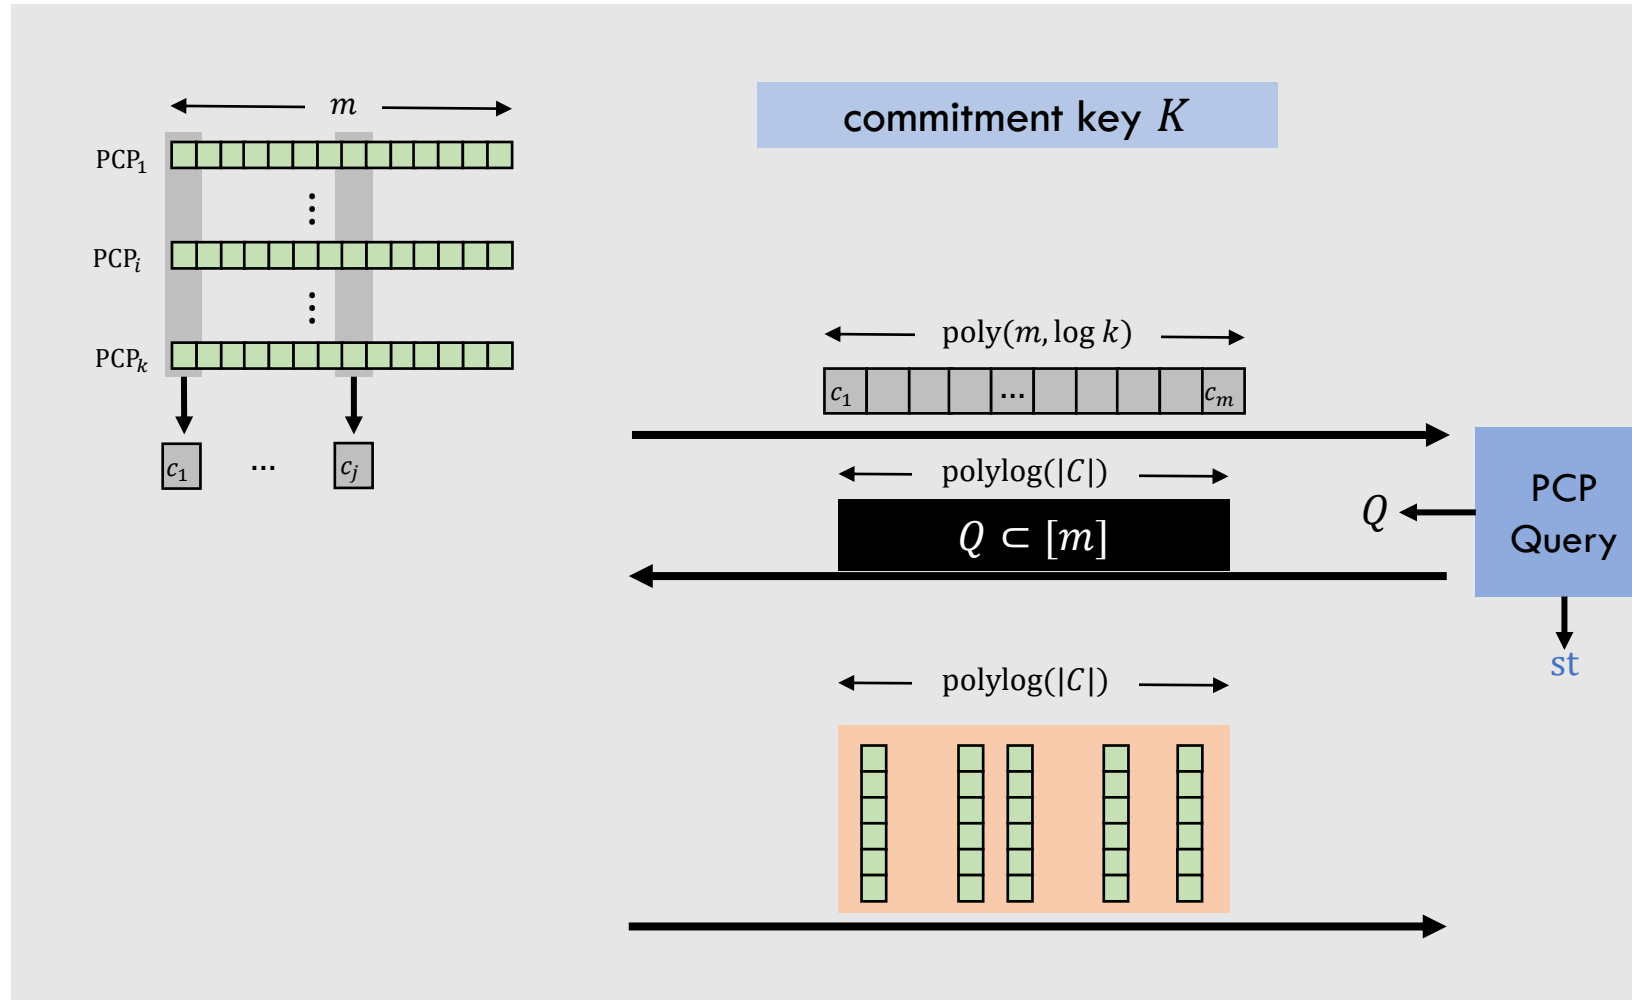 m
commitment key K
PCP₁
⋮
PCPᵢ
⋮
PCPₖ
poly(m, log k)
c₁ ... cₘ
c₁ ... cⱼ
polylog(|C|)
Q ⊂ [m]
Q
PCP
Query
st
polylog(|C|)